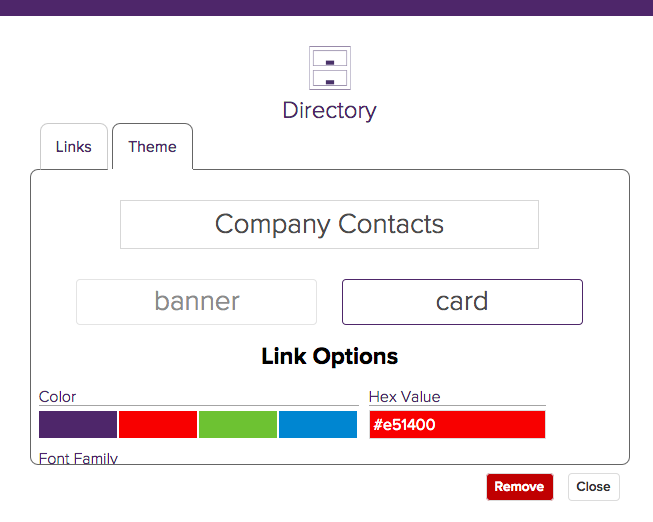 Directory
Links Theme
Company Contacts
banner card
Link Options
Color Hex Value
#e51400
Font Family
Remove Close